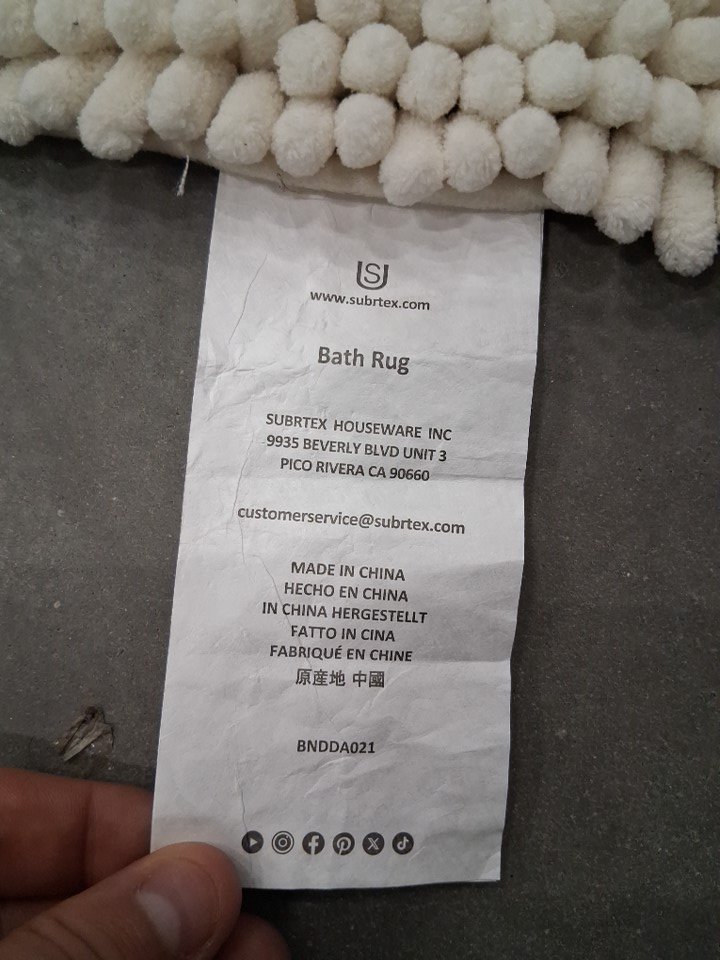 www.subrtex.com
Bath Rug
SUBRTEX HOUSEWARE INC
9935 BEVERLY BLVD UNIT 3
PICO RIVERA CA 90660
customerservice@subrtex.com
MADE IN CHINA
HECHO EN CHINA
IN CHINA HERGESTELLT
FATTO IN CINA
FABRIQUÉ EN CHINE
原産地 中國
BNDDA021